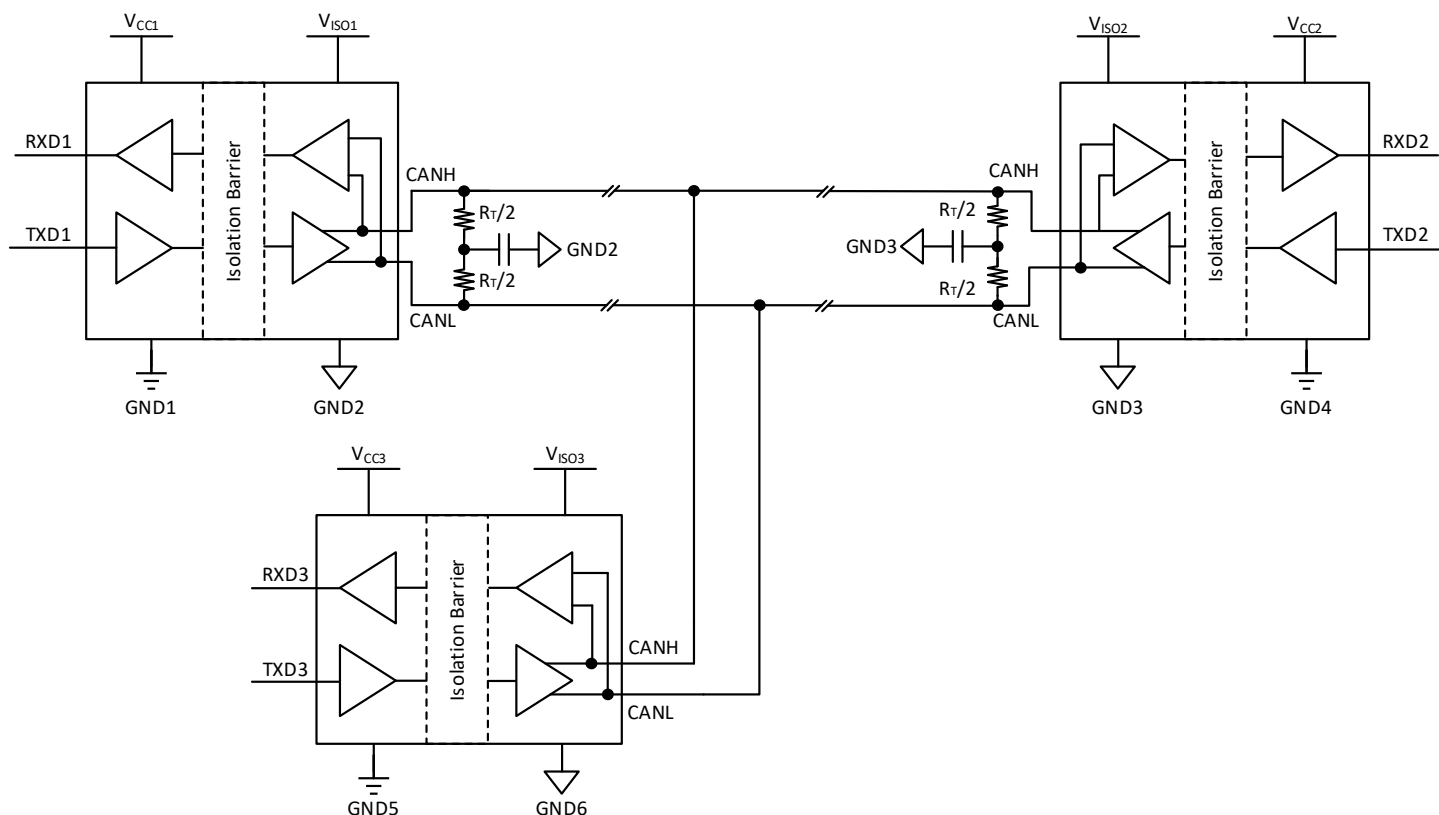 VCC1
VISO1
VISO2
VCC2
RXD1
Isolation Barrier
TXD1
CANH
RT/2
GND2
RT/2
CANL
CANH
RT/2
GND3
RT/2
CANL
Isolation Barrier
RXD2
TXD2
GND1
GND2
GND3
GND4
VCC3
VISO3
RXD3
Isolation Barrier
TXD3
CANH
CANL
GND5
GND6